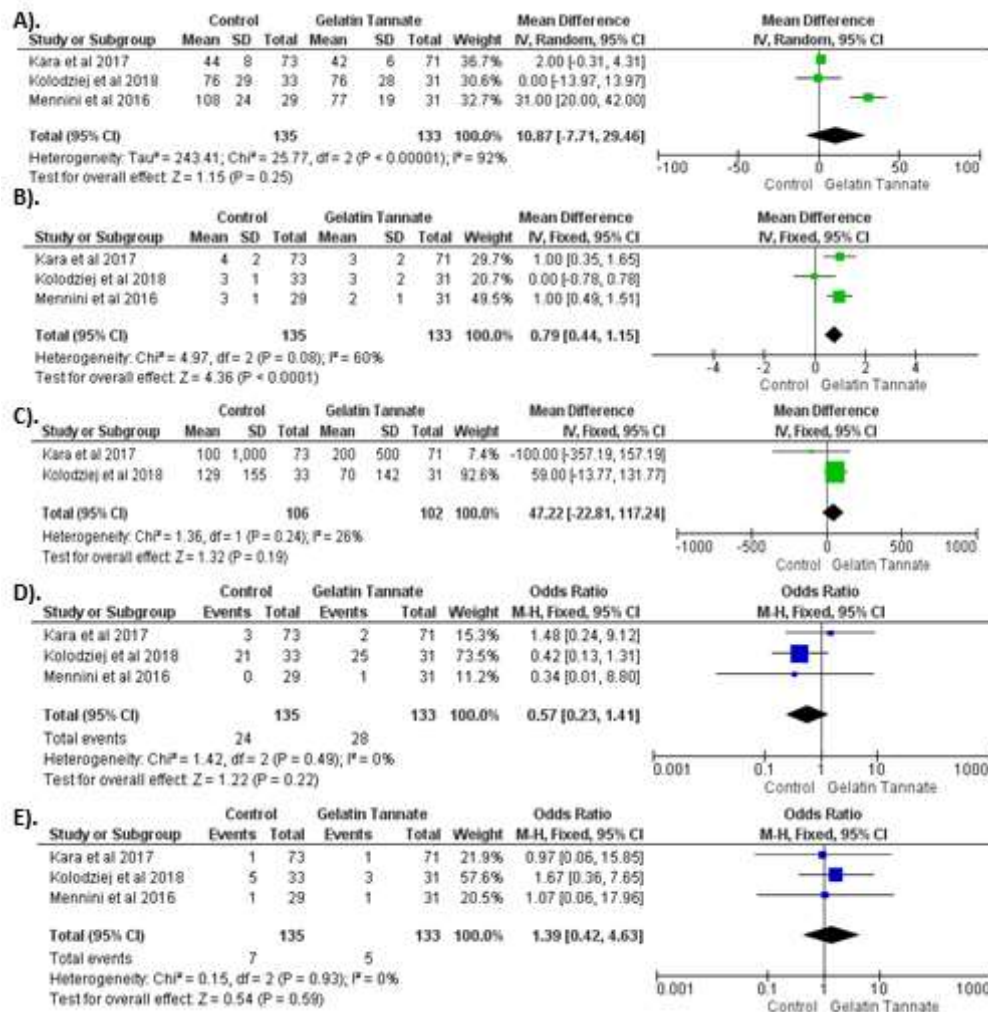 A).
Control Gelatin Tannate Mean Difference Mean Difference
Study or Subgroup Mean SD Total Mean SD Total Weight IV, Random, 95% CI IV, Random, 95% CI
Kara et al 2017 44 8 73 42 6 71 36.7% 2.00 [-0.31, 4.31]
Kolodziej et al 2018 76 29 33 76 28 31 30.6% 0.00 [-13.97, 13.97]
Mennini et al 2016 108 24 29 77 19 31 32.7% 31.00 [20.00, 42.00]
Total (95% CI) 135 133 100.0% 10.87 [-7.71, 29.46]
Heterogeneity: Tau² = 243.41; Chi² = 25.77, df = 2 (P < 0.00001); I² = 92%
Test for overall effect: Z = 1.15 (P = 0.25)
-100 -50 0 50 100
Control Gelatin Tannate
B).
Control Gelatin Tannate Mean Difference Mean Difference
Study or Subgroup Mean SD Total Mean SD Total Weight IV, Fixed, 95% CI IV, Fixed, 95% CI
Kara et al 2017 4 2 73 3 2 71 29.7% 1.00 [0.35, 1.65]
Kolodziej et al 2018 3 1 33 3 2 31 20.7% 0.00 [-0.78, 0.78]
Mennini et al 2016 3 1 29 2 1 31 49.5% 1.00 [0.49, 1.51]
Total (95% CI) 135 133 100.0% 0.79 [0.44, 1.15]
Heterogeneity: Chi² = 4.97, df = 2 (P = 0.08); I² = 60%
Test for overall effect: Z = 4.36 (P < 0.0001)
-4 -2 0 2 4
Control Gelatin Tannate
C).
Control Gelatin Tannate Mean Difference Mean Difference
Study or Subgroup Mean SD Total Mean SD Total Weight IV, Fixed, 95% CI IV, Fixed, 95% CI
Kara et al 2017 100 1,000 73 200 500 71 7.4% -100.00 [-357.19, 157.19]
Kolodziej et al 2018 129 155 33 70 142 31 92.6% 59.00 [-13.77, 131.77]
Total (95% CI) 106 102 100.0% 47.22 [-22.81, 117.24]
Heterogeneity: Chi² = 1.36, df = 1 (P = 0.24); I² = 26%
Test for overall effect: Z = 1.32 (P = 0.19)
-1000 -500 0 500 1000
Control Gelatin Tannate
D).
Control Gelatin Tannate Odds Ratio Odds Ratio
Study or Subgroup Events Total Events Total Weight M-H, Fixed, 95% CI M-H, Fixed, 95% CI
Kara et al 2017 3 73 2 71 15.3% 1.48 [0.24, 9.12]
Kolodziej et al 2018 21 33 25 31 73.5% 0.42 [0.13, 1.31]
Mennini et al 2016 0 29 1 31 11.2% 0.34 [0.01, 8.80]
Total (95% CI) 135 133 100.0% 0.57 [0.23, 1.41]
Total events 24 28
Heterogeneity: Chi² = 1.42, df = 2 (P = 0.49); I² = 0%
Test for overall effect: Z = 1.22 (P = 0.22)
0.001 0.1 1 10 1000
Control Gelatin Tannate
E).
Control Gelatin Tannate Odds Ratio Odds Ratio
Study or Subgroup Events Total Events Total Weight M-H, Fixed, 95% CI M-H, Fixed, 95% CI
Kara et al 2017 1 73 1 71 21.9% 0.97 [0.06, 15.85]
Kolodziej et al 2018 5 33 3 31 57.6% 1.67 [0.36, 7.65]
Mennini et al 2016 1 29 1 31 20.5% 1.07 [0.06, 17.96]
Total (95% CI) 135 133 100.0% 1.39 [0.42, 4.63]
Total events 7 5
Heterogeneity: Chi² = 0.15, df = 2 (P = 0.93); I² = 0%
Test for overall effect: Z = 0.54 (P = 0.59)
0.001 0.1 1 10 1000
Control Gelatin Tannate